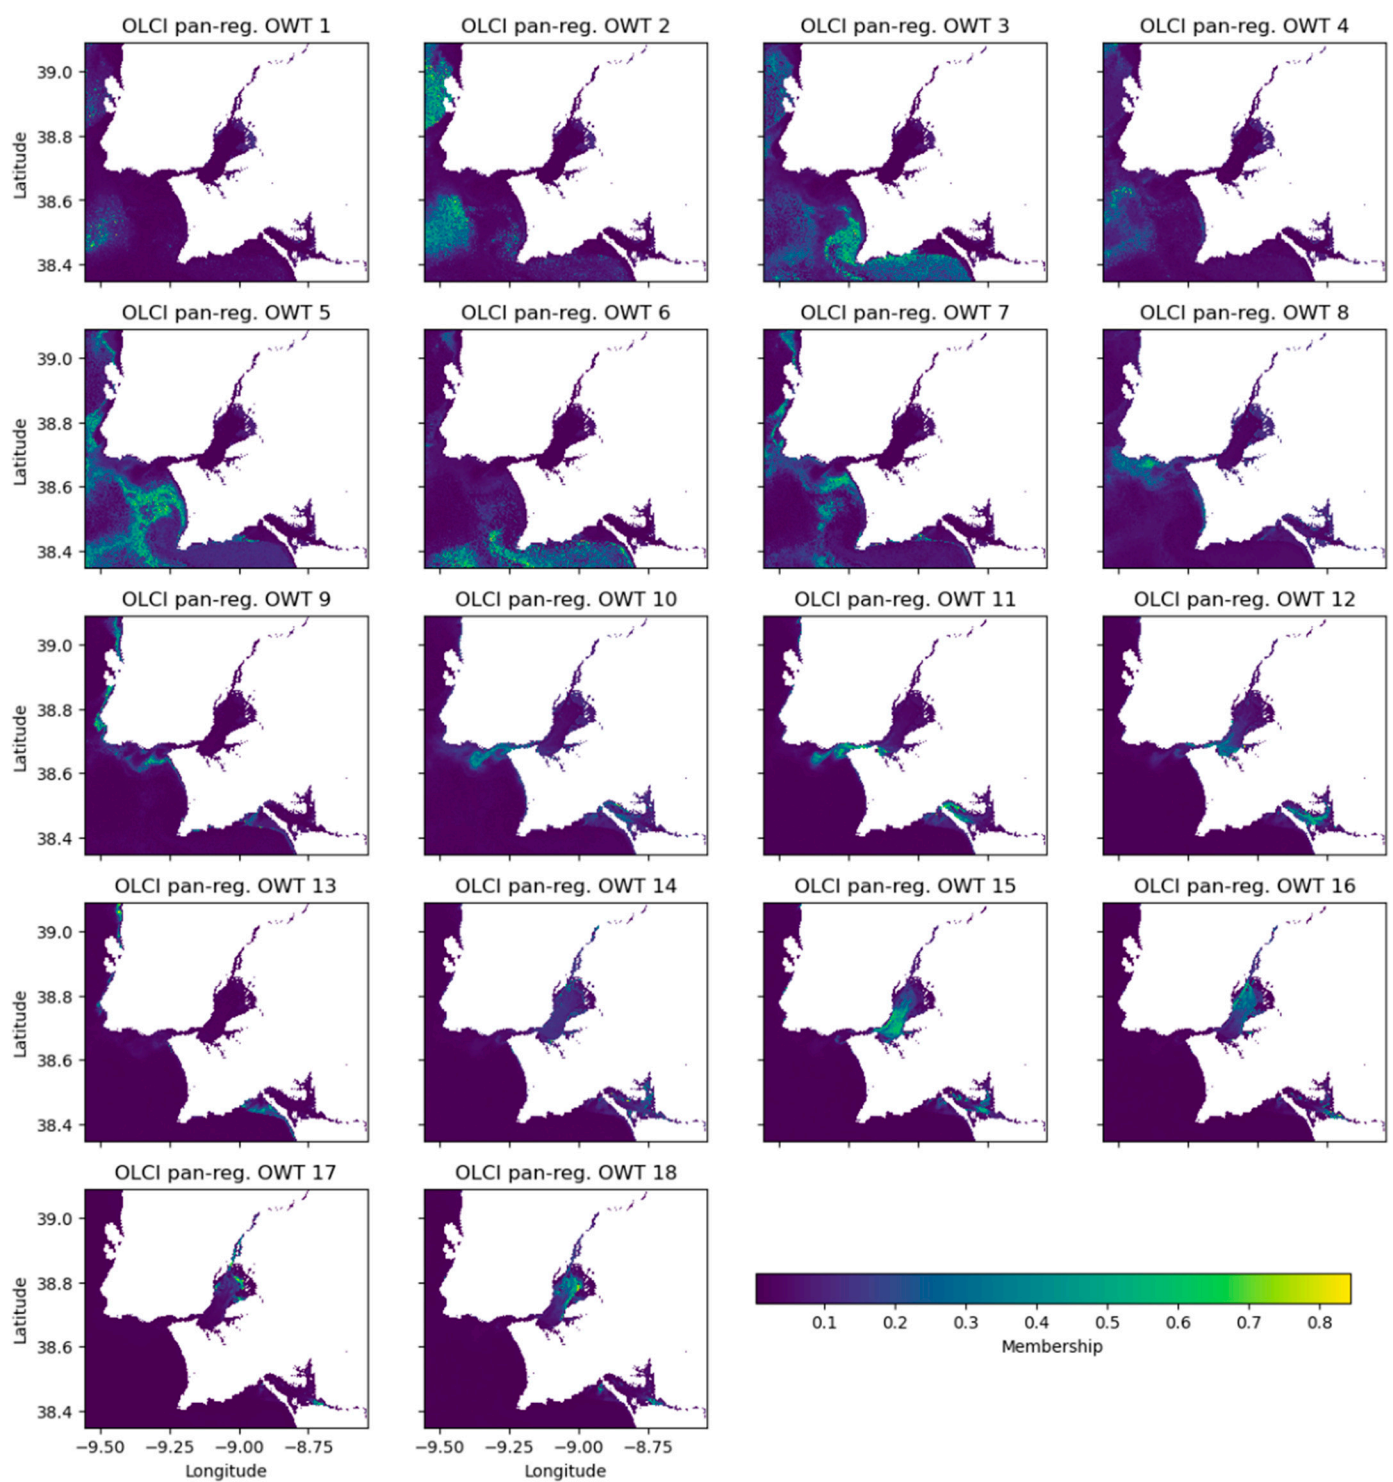 OLCI pan-reg. OWT 1
OLCI pan-reg. OWT 2
OLCI pan-reg. OWT 3
OLCI pan-reg. OWT 4
Latitude
39.0
38.8
38.6
38.4
OLCI pan-reg. OWT 5
OLCI pan-reg. OWT 6
OLCI pan-reg. OWT 7
OLCI pan-reg. OWT 8
Latitude
39.0
38.8
38.6
38.4
OLCI pan-reg. OWT 9
OLCI pan-reg. OWT 10
OLCI pan-reg. OWT 11
OLCI pan-reg. OWT 12
Latitude
39.0
38.8
38.6
38.4
OLCI pan-reg. OWT 13
OLCI pan-reg. OWT 14
OLCI pan-reg. OWT 15
OLCI pan-reg. OWT 16
Latitude
39.0
38.8
38.6
38.4
OLCI pan-reg. OWT 17
OLCI pan-reg. OWT 18
Latitude
39.0
38.8
38.6
38.4
−9.50 −9.25 −9.00 −8.75
Longitude
−9.50 −9.25 −9.00 −8.75
Longitude
0.1 0.2 0.3 0.4 0.5 0.6 0.7 0.8
Membership